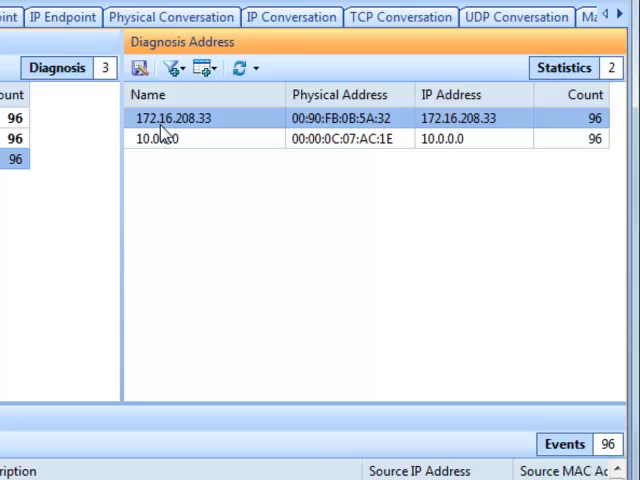 oint IP Endpoint Physical Conversation IP Conversation TCP Conversation UDP Conversation Ma
Diagnosis Address
Diagnosis 3 Statistics 2
ount Name Physical Address IP Address Count
96 172.16.208.33 00:90:FB:0B:5A:32 172.16.208.33 96
96 10.0.0.0 00:00:0C:07:AC:1E 10.0.0.0 96
96
Events 96
ription Source IP Address Source MAC Ac